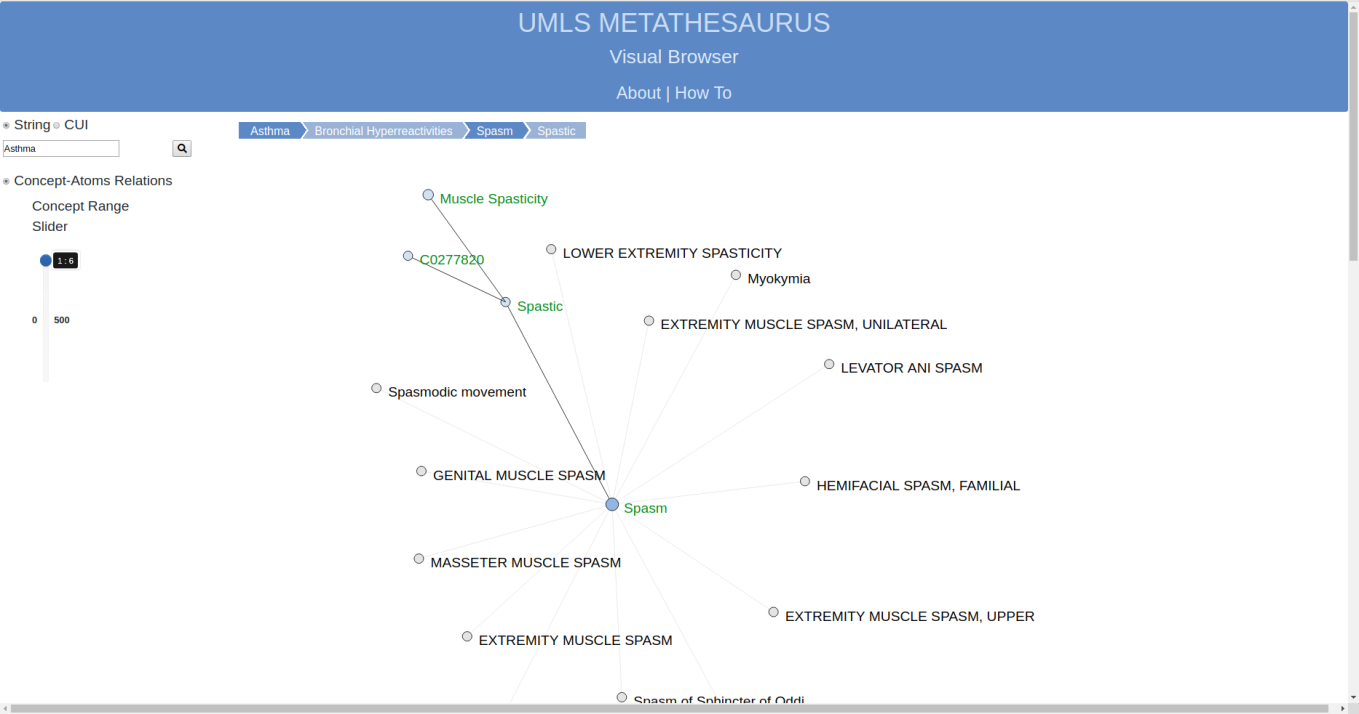 UMLS METATHESAURUS
Visual Browser
About | How To
String CUI
Asthma
Asthma Bronchial Hyperreactivities Spasm Spastic
Concept-Atoms Relations
Concept Range
Slider
1 : 6
0 500
Muscle Spasticity
LOWER EXTREMITY SPASTICITY
C0277820
Myokymia
Spastic
EXTREMITY MUSCLE SPASM, UNILATERAL
LEVATOR ANI SPASM
Spasmodic movement
GENITAL MUSCLE SPASM
HEMIFACIAL SPASM, FAMILIAL
Spasm
MASSETER MUSCLE SPASM
EXTREMITY MUSCLE SPASM, UPPER
EXTREMITY MUSCLE SPASM
Spasm of Sphincter of Oddi